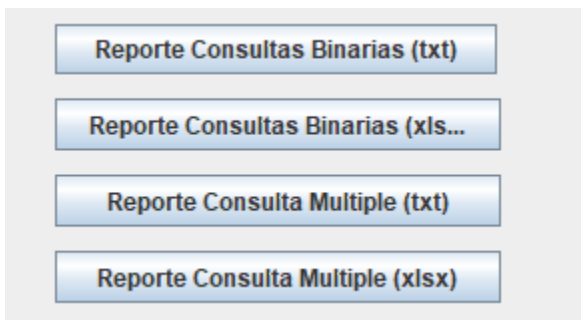 Reporte Consultas Binarias (txt)
Reporte Consultas Binarias (xls...
Reporte Consulta Multiple (txt)
Reporte Consulta Multiple (xlsx)